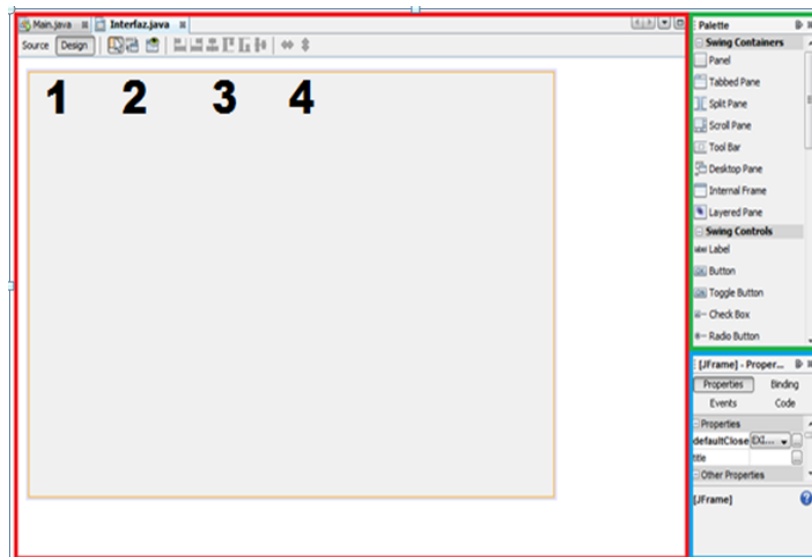 Main.java
Interfaz.java
Source
Design
1 2 3 4
Palette
Swing Containers
Panel
Tabbed Pane
Split Pane
Scroll Pane
Tool Bar
Desktop Pane
Internal Frame
Layered Pane
Swing Controls
Label
Button
Toggle Button
Check Box
Radio Button
[JFrame] - Proper...
Properties Binding
Events Code
Properties
defaultClose EXI...
title
Other Properties
[JFrame]